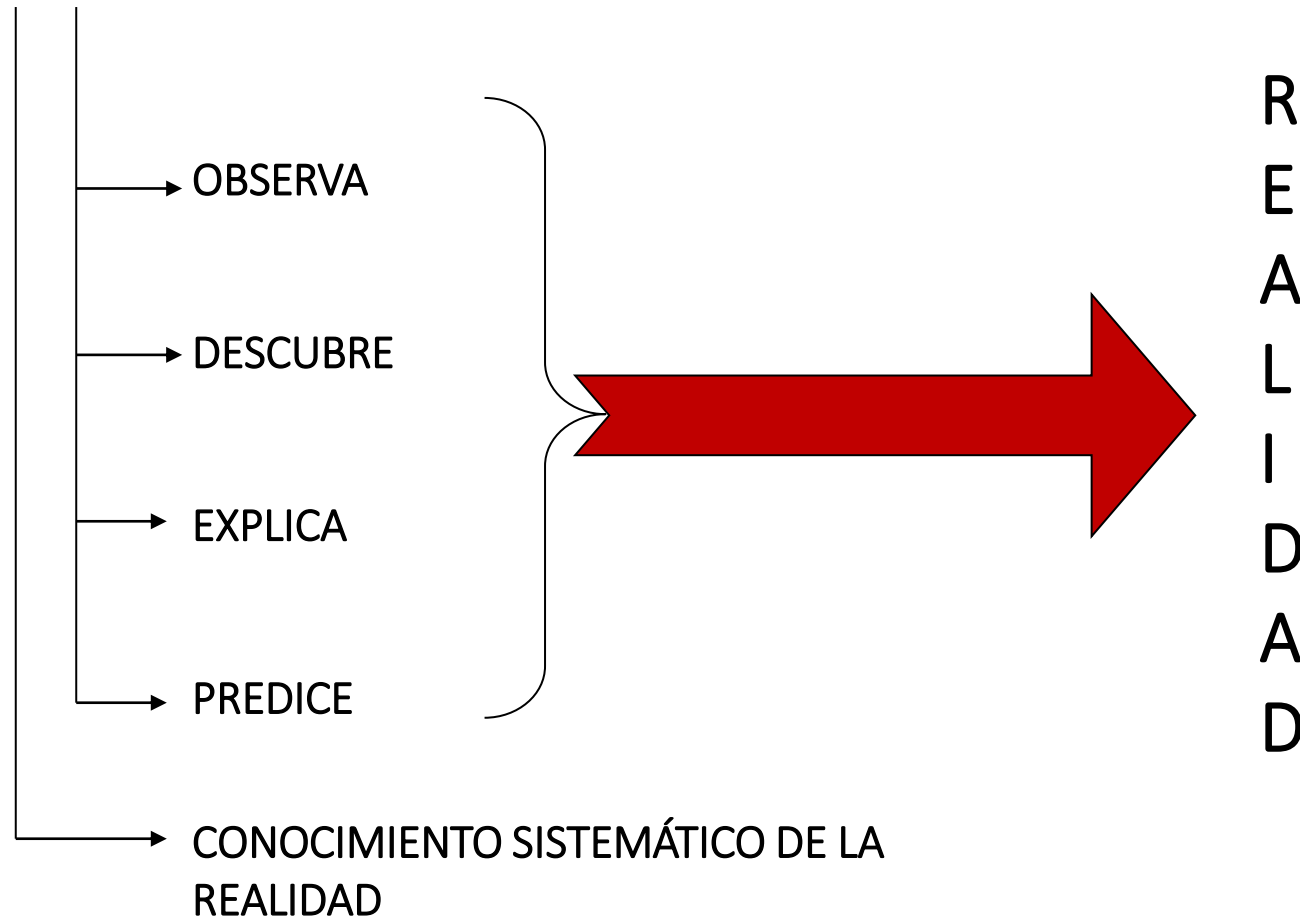 OBSERVA
DESCUBRE
EXPLICA
PREDICE
CONOCIMIENTO SISTEMÁTICO DE LA
REALIDAD
R
E
A
L
I
D
A
D